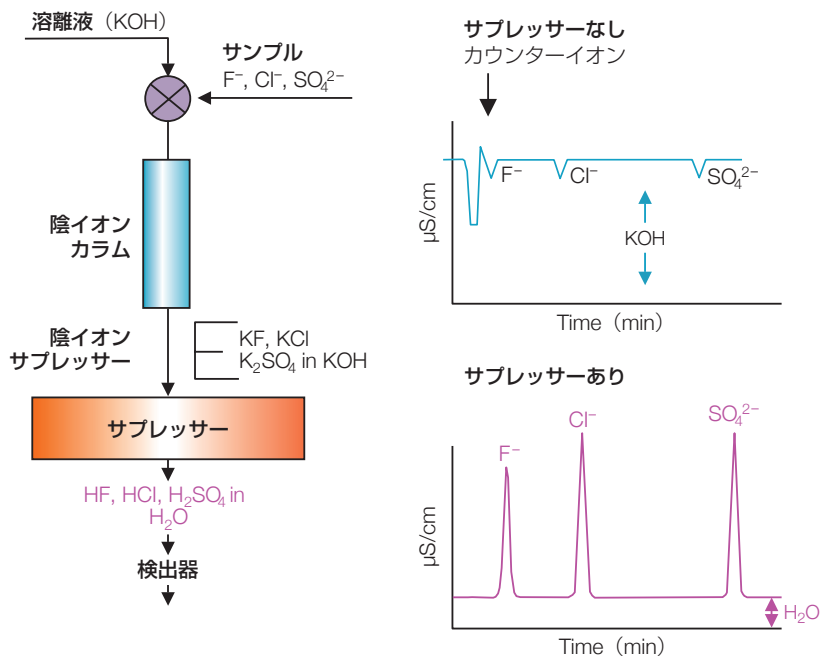 溶離液（KOH）
サンプル
F⁻, Cl⁻, SO₄²⁻
陰イオン
カラム
陰イオン
サプレッサー
KF, KCl
K₂SO₄ in KOH
サプレッサー
HF, HCl, H₂SO₄ in
H₂O
検出器
サプレッサーなし
カウンターイオン
µS/cm
F⁻
Cl⁻
SO₄²⁻
KOH
Time（min）
サプレッサーあり
µS/cm
F⁻
Cl⁻
SO₄²⁻
H₂O
Time（min）